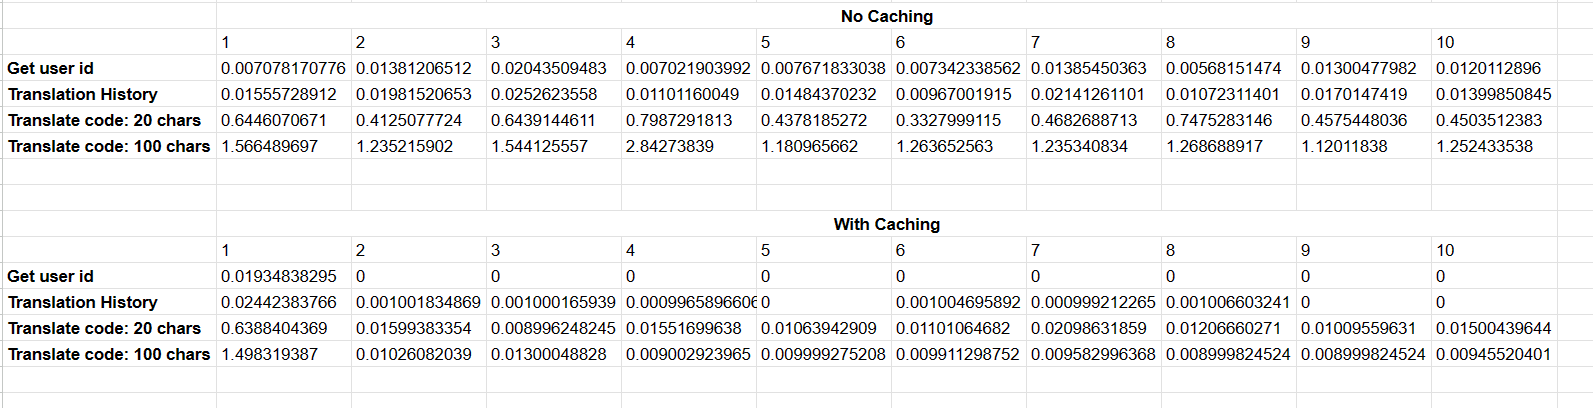 No Caching
1 2 3 4 5 6 7 8 9 10
Get user id 0.007078170776 0.01381206512 0.02043509483 0.007021903992 0.007671833038 0.007342338562 0.01385450363 0.00568151474 0.01300477982 0.0120112896
Translation History 0.01555728912 0.01981520653 0.0252623558 0.01101160049 0.01484370232 0.00967001915 0.02141261101 0.01072311401 0.0170147419 0.01399850845
Translate code: 20 chars 0.6446070671 0.4125077724 0.6439144611 0.7987291813 0.4378185272 0.3327999115 0.4682688713 0.7475283146 0.4575448036 0.4503512383
Translate code: 100 chars 1.566489697 1.235215902 1.544125557 2.84273839 1.180965662 1.263652563 1.235340834 1.268688917 1.12011838 1.252433538
With Caching
1 2 3 4 5 6 7 8 9 10
Get user id 0.01934838295 0 0 0 0 0 0 0 0 0
Translation History 0.02442383766 0.001001834869 0.001000165939 0.0009965896606 0 0.001004695892 0.000999212265 0.001006603241 0 0
Translate code: 20 chars 0.6388404369 0.01599383354 0.008996248245 0.01551699638 0.01063942909 0.01101064682 0.02098631859 0.01206660271 0.01009559631 0.01500439644
Translate code: 100 chars 1.498319387 0.01026082039 0.01300048828 0.009002923965 0.009999275208 0.009911298752 0.009582996368 0.008999824524 0.008999824524 0.00945520401